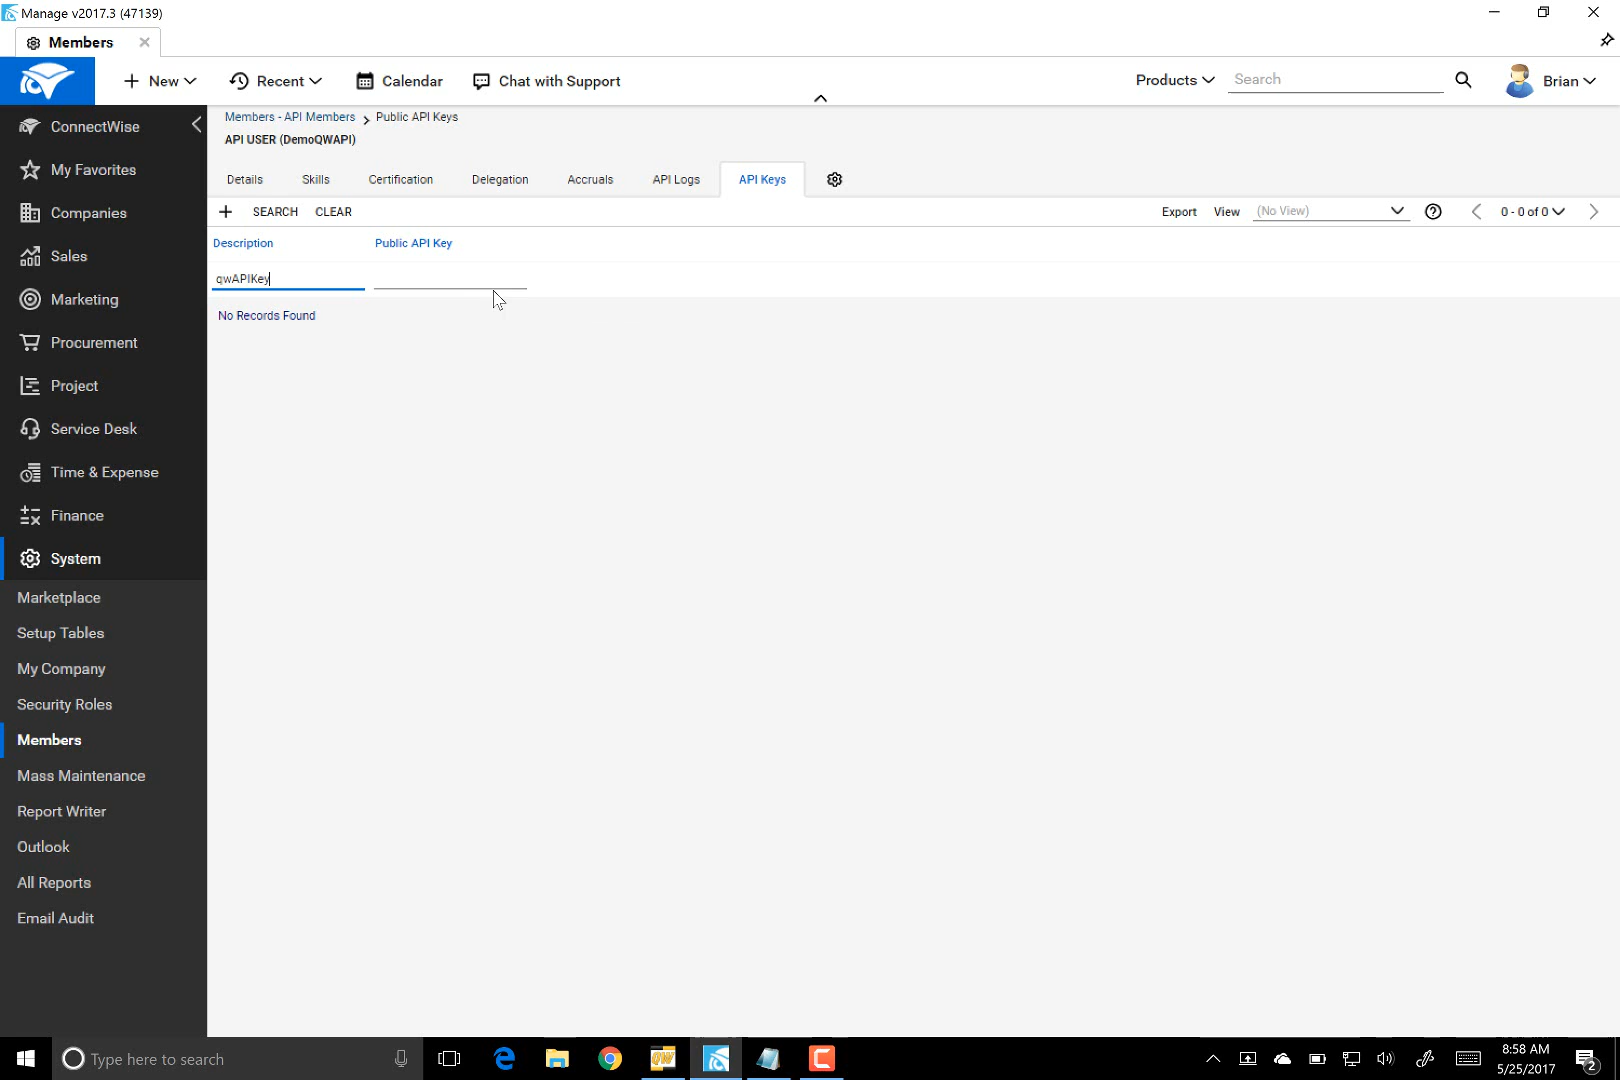 Manage v2017.3 (47139)
Members
New
Recent
Calendar
Chat with Support
Products
Search
Brian
ConnectWise
My Favorites
Companies
Sales
Marketing
Procurement
Project
Service Desk
Time & Expense
Finance
System
Marketplace
Setup Tables
My Company
Security Roles
Members
Mass Maintenance
Report Writer
Outlook
All Reports
Email Audit
Members - API Members > Public API Keys
API USER (DemoQWAPI)
Details Skills Certification Delegation Accruals API Logs API Keys
+ SEARCH CLEAR
Export View (No View) 0 - 0 of 0
Description Public API Key
qwAPIKey
No Records Found
Type here to search
qw
8:58 AM
5/25/2017
2